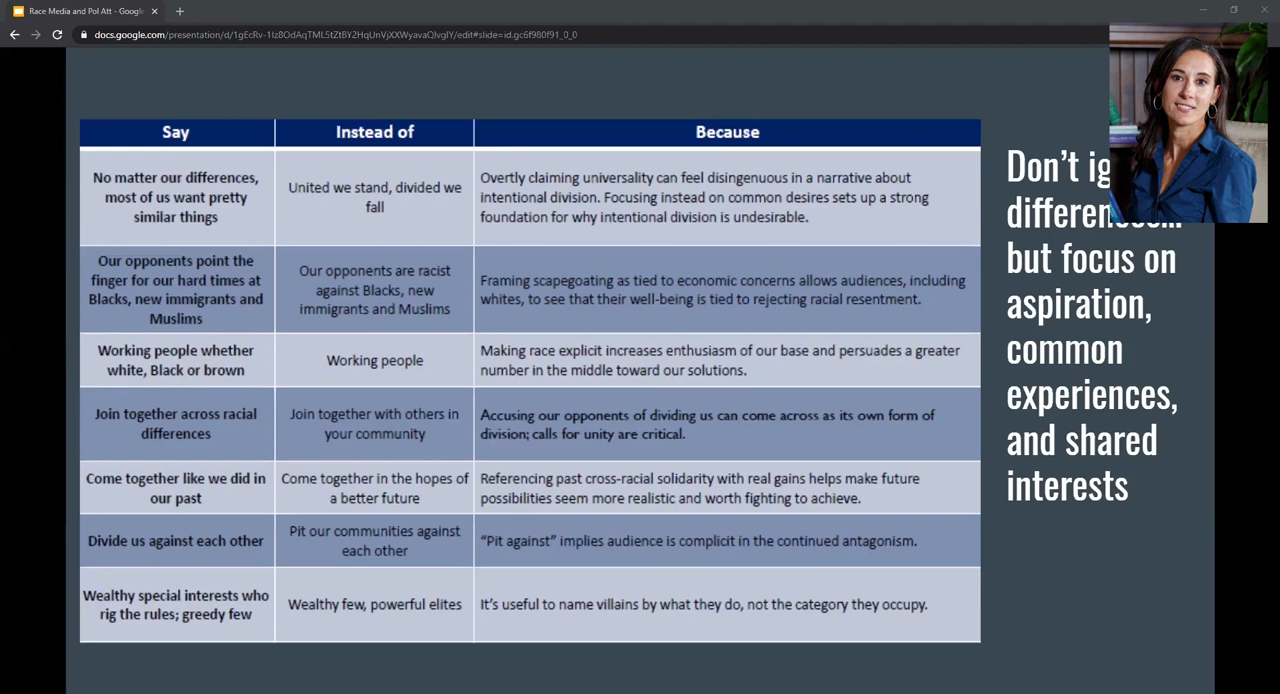 Race Media and Pol Att - Google
docs.google.com/presentation/d/1gEcRv-1Iz8OdAqTML5tZtBY2HqUnVjXXWyavaQlvgIY/edit#slide=id.gc6f980f91_0_0
Say
Instead of
Because
No matter our differences,
most of us want pretty
similar things
United we stand, divided we
fall
Overtly claiming universality can feel disingenuous in a narrative about
intentional division. Focusing instead on common desires sets up a strong
foundation for why intentional division is undesirable.
Our opponents point the
finger for our hard times at
Blacks, new immigrants and
Muslims
Our opponents are racist
against Blacks, new
immigrants and Muslims
Framing scapegoating as tied to economic concerns allows audiences, including
whites, to see that their well-being is tied to rejecting racial resentment.
Working people whether
white, Black or brown
Working people
Making race explicit increases enthusiasm of our base and persuades a greater
number in the middle toward our solutions.
Join together across racial
differences
Join together with others in
your community
Accusing our opponents of dividing us can come across as its own form of
division; calls for unity are critical.
Come together like we did in
our past
Come together in the hopes of
a better future
Referencing past cross-racial solidarity with real gains helps make future
possibilities seem more realistic and worth fighting to achieve.
Divide us against each other
Pit our communities against
each other
“Pit against” implies audience is complicit in the continued antagonism.
Wealthy special interests who
rig the rules; greedy few
Wealthy few, powerful elites
It’s useful to name villains by what they do, not the category they occupy.
Don’t ig
differences...
but focus on
aspiration,
common
experiences,
and shared
interests